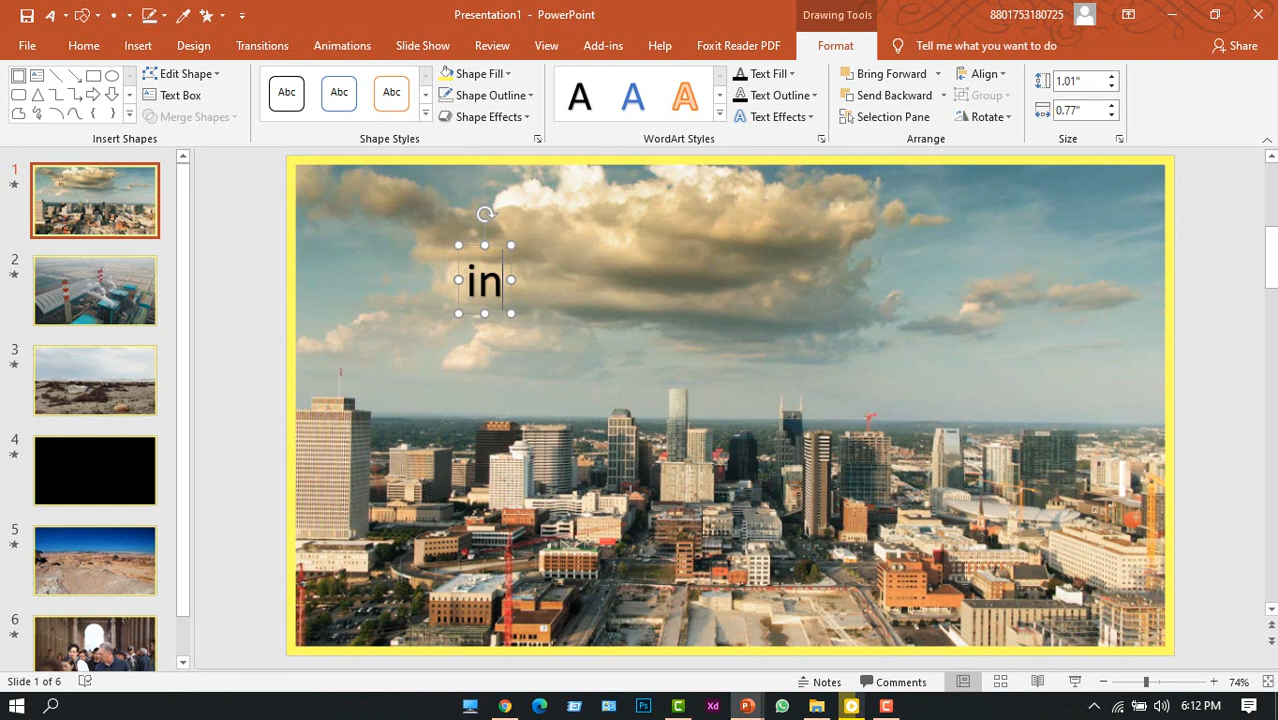 Presentation1 - PowerPoint
Drawing Tools
8801753180725
File Home Insert Design Transitions Animations Slide Show Review View Add-ins Help Foxit Reader PDF Format Tell me what you want to do Share
Edit Shape
Text Box
Merge Shapes
Insert Shapes
Abc Abc Abc
Shape Fill
Shape Outline
Shape Effects
Shape Styles
A A A
Text Fill
Text Outline
Text Effects
WordArt Styles
Bring Forward
Send Backward
Selection Pane
Align
Group
Rotate
Arrange
1.01"
0.77"
Size
1
2
3
4
5
6
in
Slide 1 of 6
Notes Comments 74%
Ps Xd 6:12 PM